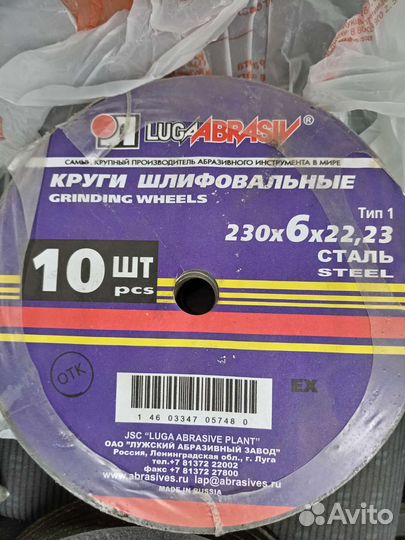 LUGAABRASIV®
САМЫЙ КРУПНЫЙ ПРОИЗВОДИТЕЛЬ АБРАЗИВНОГО ИНСТРУМЕНТА В МИРЕ
КРУГИ ШЛИФОВАЛЬНЫЕ
GRINDING WHEELS
Тип 1
230x6x22,23
СТАЛЬ
STEEL
10 ШТ
pcs
ОТК
EX
1 46 03347 05748 0
JSC "LUGA ABRASIVE PLANT"
ОАО "ЛУЖСКИЙ АБРАЗИВНЫЙ ЗАВОД"
Россия, Ленинградская обл., г. Луга
тел.+7 81372 22002
факс +7 81372 27800
www.abrasives.ru lap@abrasives.ru
MADE IN RUSSIA
Avito